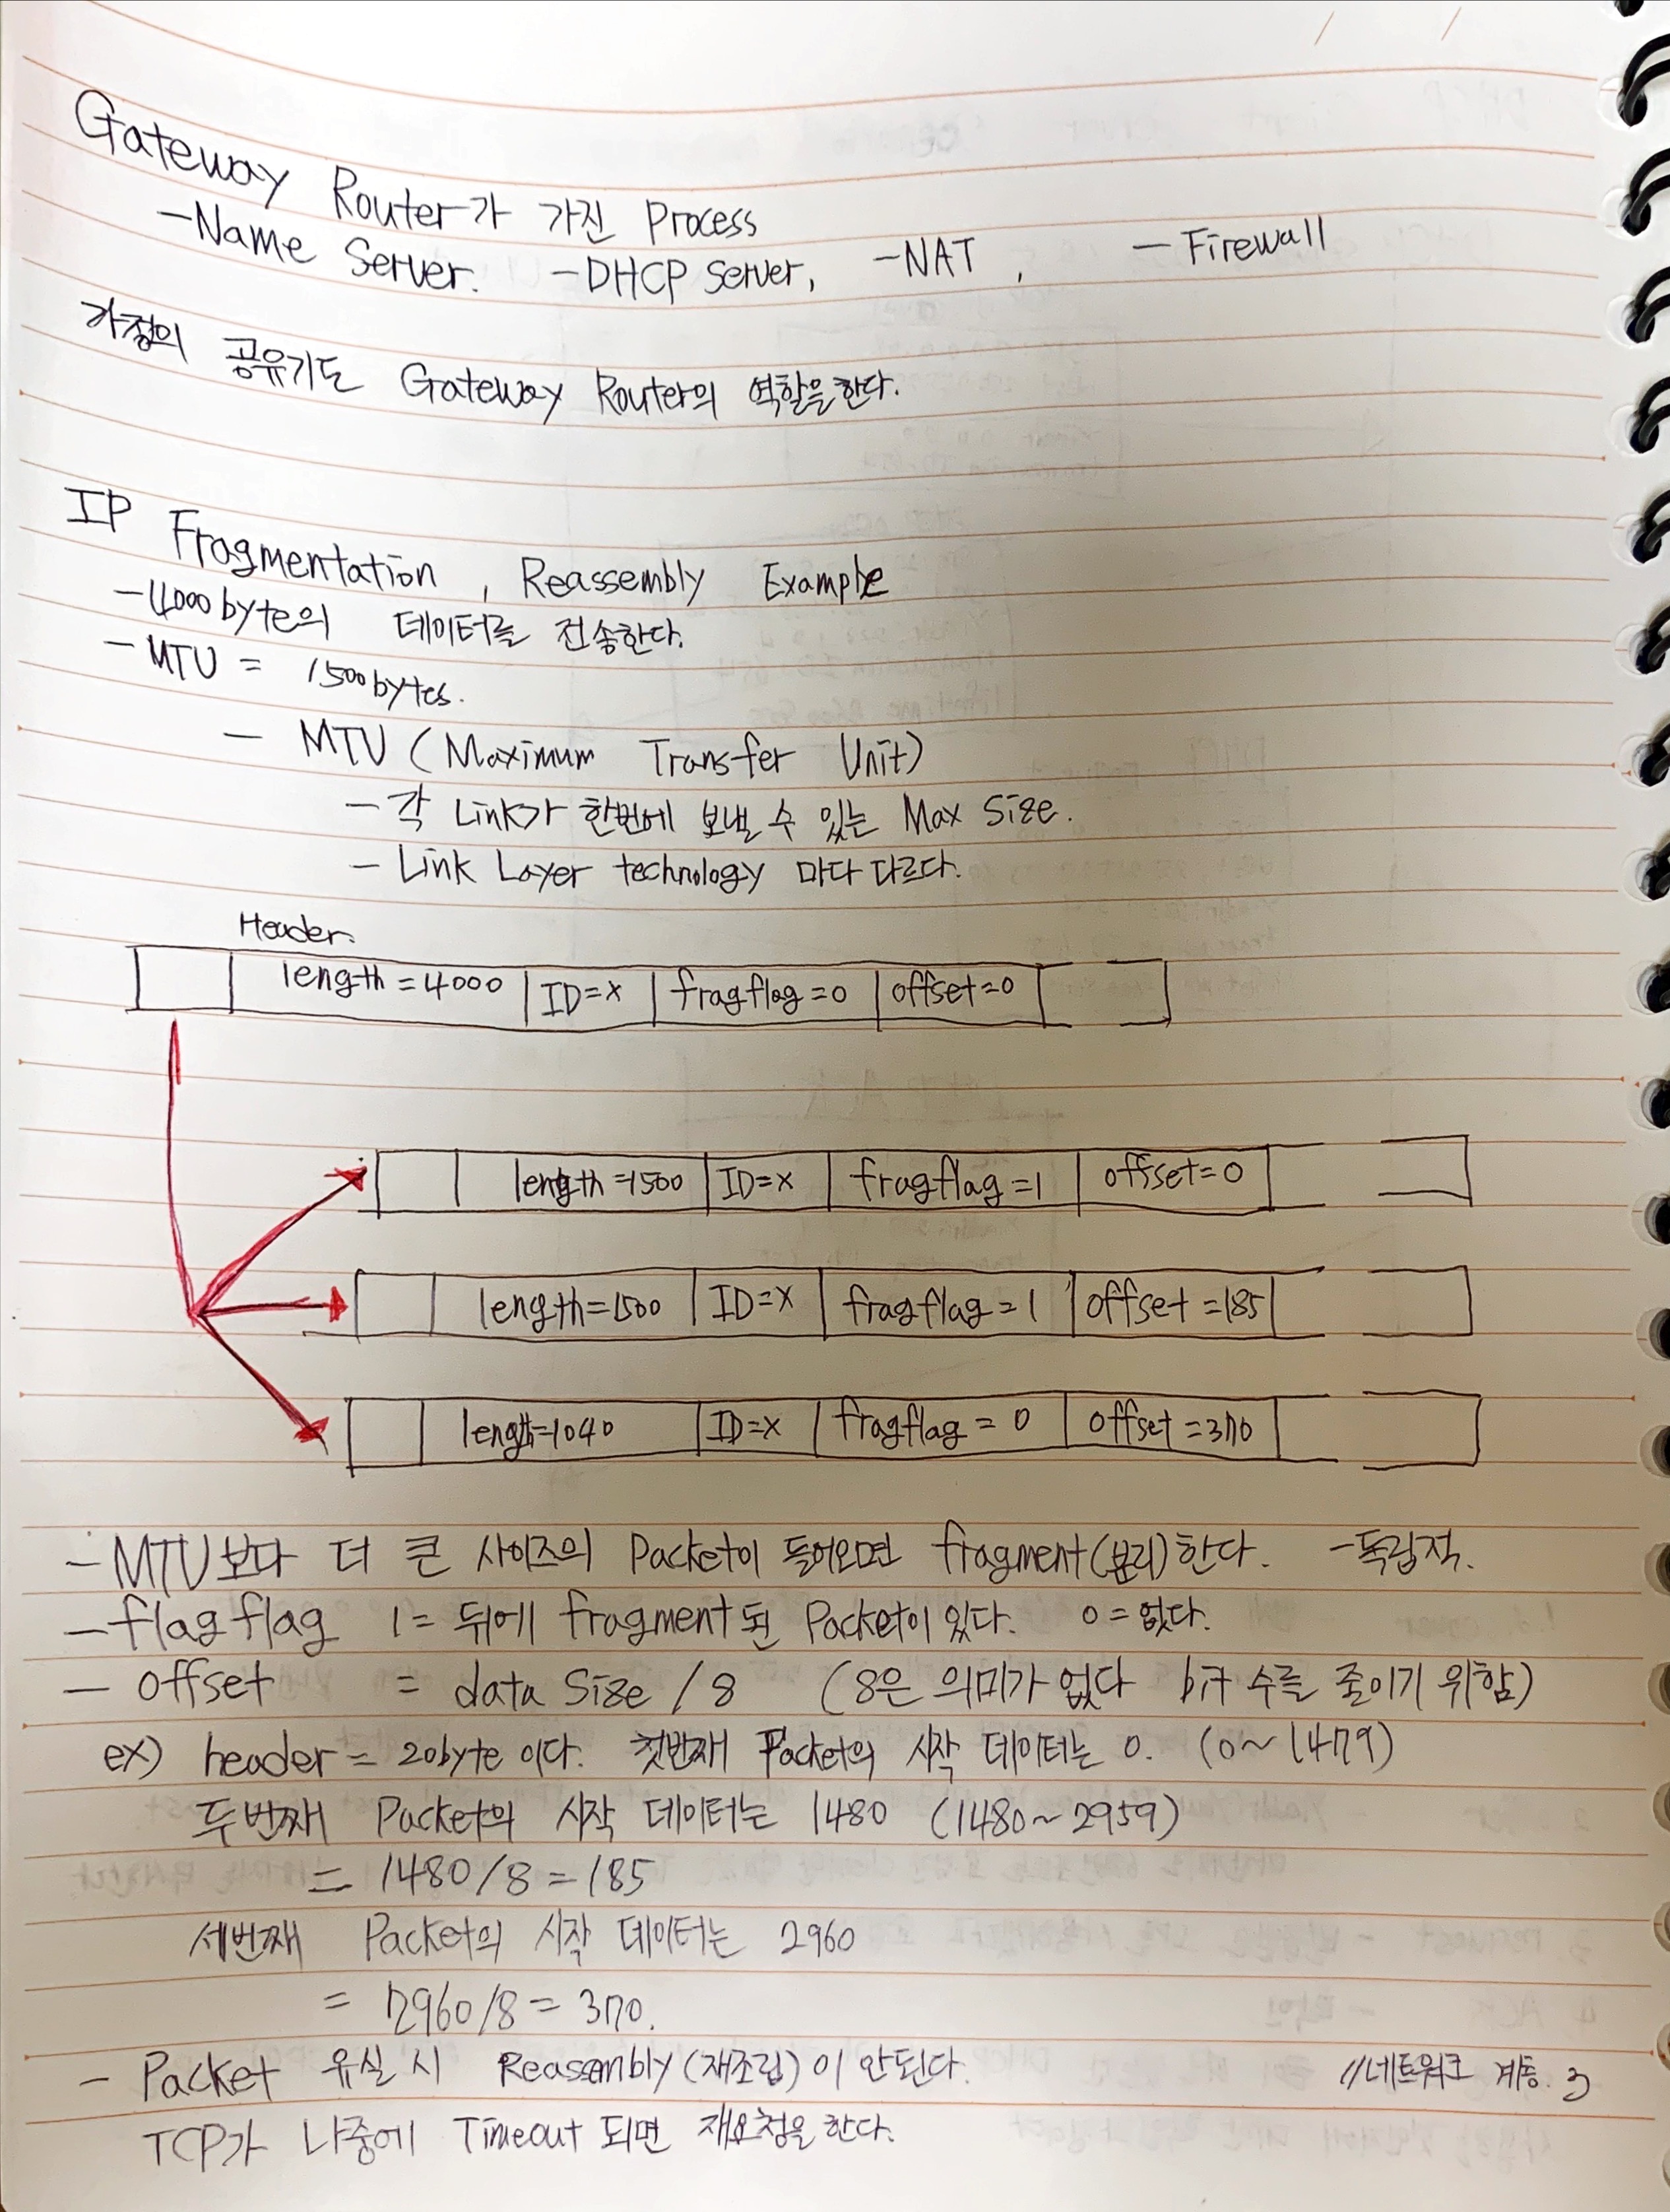 Gateway Router가 가진 Process
-Name Server. -DHCP server, -NAT , - Firewall
가정의 공유기도 Gateway Router의 역할을한다.
IP Fragmentation , Reassembly Example
-4000byte의 데이터를 전송한다.
- MTU = 1500bytes.
- MTU (Maximum Transfer Unit)
- 각 Link가 한번에 보낼 수 있는 Max Size.
- Link Layer technology 마다 다르다.
Header.
length=4000 ID=x fragflag=0 offset=0
length=1500 ID=x fragflag=1 offset=0
length=1500 ID=x fragflag=1 offset=185
length=1040 ID=x fragflag=0 offset=370
- MTU보다 더 큰 사이즈의 Packet이 들어오면 fragment(분리)한다. -독립적.
- flagflag 1= 뒤에 fragment된 Packet이 있다. 0=없다.
- offset = data Size /8 (8은 의미가 없다 bit 수를 줄이기 위함)
ex) header= 20byte이다. 첫번째 Packet의 시작 데이터는 0. (0~1479)
두번째 Packet의 시작 데이터는 1480 (1480~2959)
= 1480/8=185
세번째 Packet의 시작 데이터는 2960
= 2960/8=370.
- Packet 유실 시 Reassembly(재조립)이 안된다.
//네트워크 계층.3
TCP가 나중에 Timeout 되면 재요청을 한다.